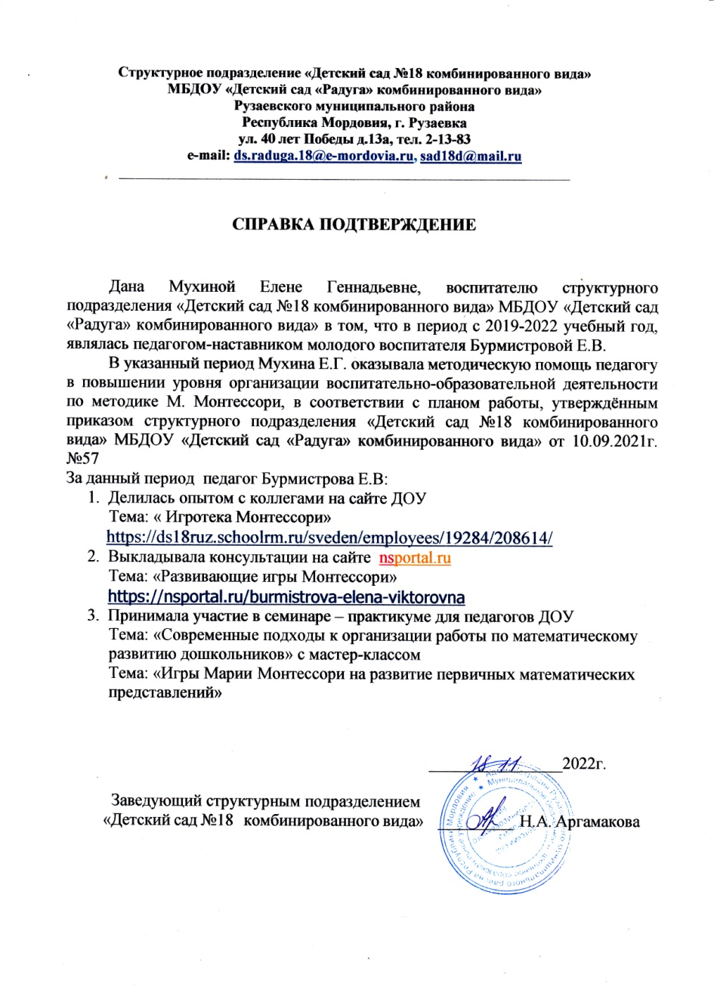 Структурное подразделение «Детский сад №18 комбинированного вида»
МБДОУ «Детский сад «Радуга» комбинированного вида»
Рузаевского муниципального района
Республика Мордовия, г. Рузаевка
ул. 40 лет Победы д.13а, тел. 2-13-83
e-mail: ds.raduga.18@e-mordovia.ru, sad18d@mail.ru
СПРАВКА ПОДТВЕРЖДЕНИЕ
Дана Мухиной Елене Геннадьевне, воспитателю структурного
подразделения «Детский сад №18 комбинированного вида» МБДОУ «Детский сад
«Радуга» комбинированного вида» в том, что в период с 2019-2022 учебный год,
являлась педагогом-наставником молодого воспитателя Бурмистровой Е.В.
В указанный период Мухина Е.Г. оказывала методическую помощь педагогу
в повышении уровня организации воспитательно-образовательной деятельности
по методике М. Монтессори, в соответствии с планом работы, утверждённым
приказом структурного подразделения «Детский сад №18 комбинированного
вида» МБДОУ «Детский сад «Радуга» комбинированного вида» от 10.09.2021г.
№57
За данный период педагог Бурмистрова Е.В:
1. Делилась опытом с коллегами на сайте ДОУ
Тема: « Игротека Монтессори»
https://ds18ruz.schoolrm.ru/sveden/employees/19284/208614/
2. Выкладывала консультации на сайте nsportal.ru
Тема: «Развивающие игры Монтессори»
https://nsportal.ru/burmistrova-elena-viktorovna
3. Принимала участие в семинаре – практикуме для педагогов ДОУ
Тема: «Современные подходы к организации работы по математическому
развитию дошкольников» с мастер-классом
Тема: «Игры Марии Монтессори на развитие первичных математических
представлений»
18.11. 2022г.
Заведующий структурным подразделением
«Детский сад №18 комбинированного вида» Н.А. Аргамакова